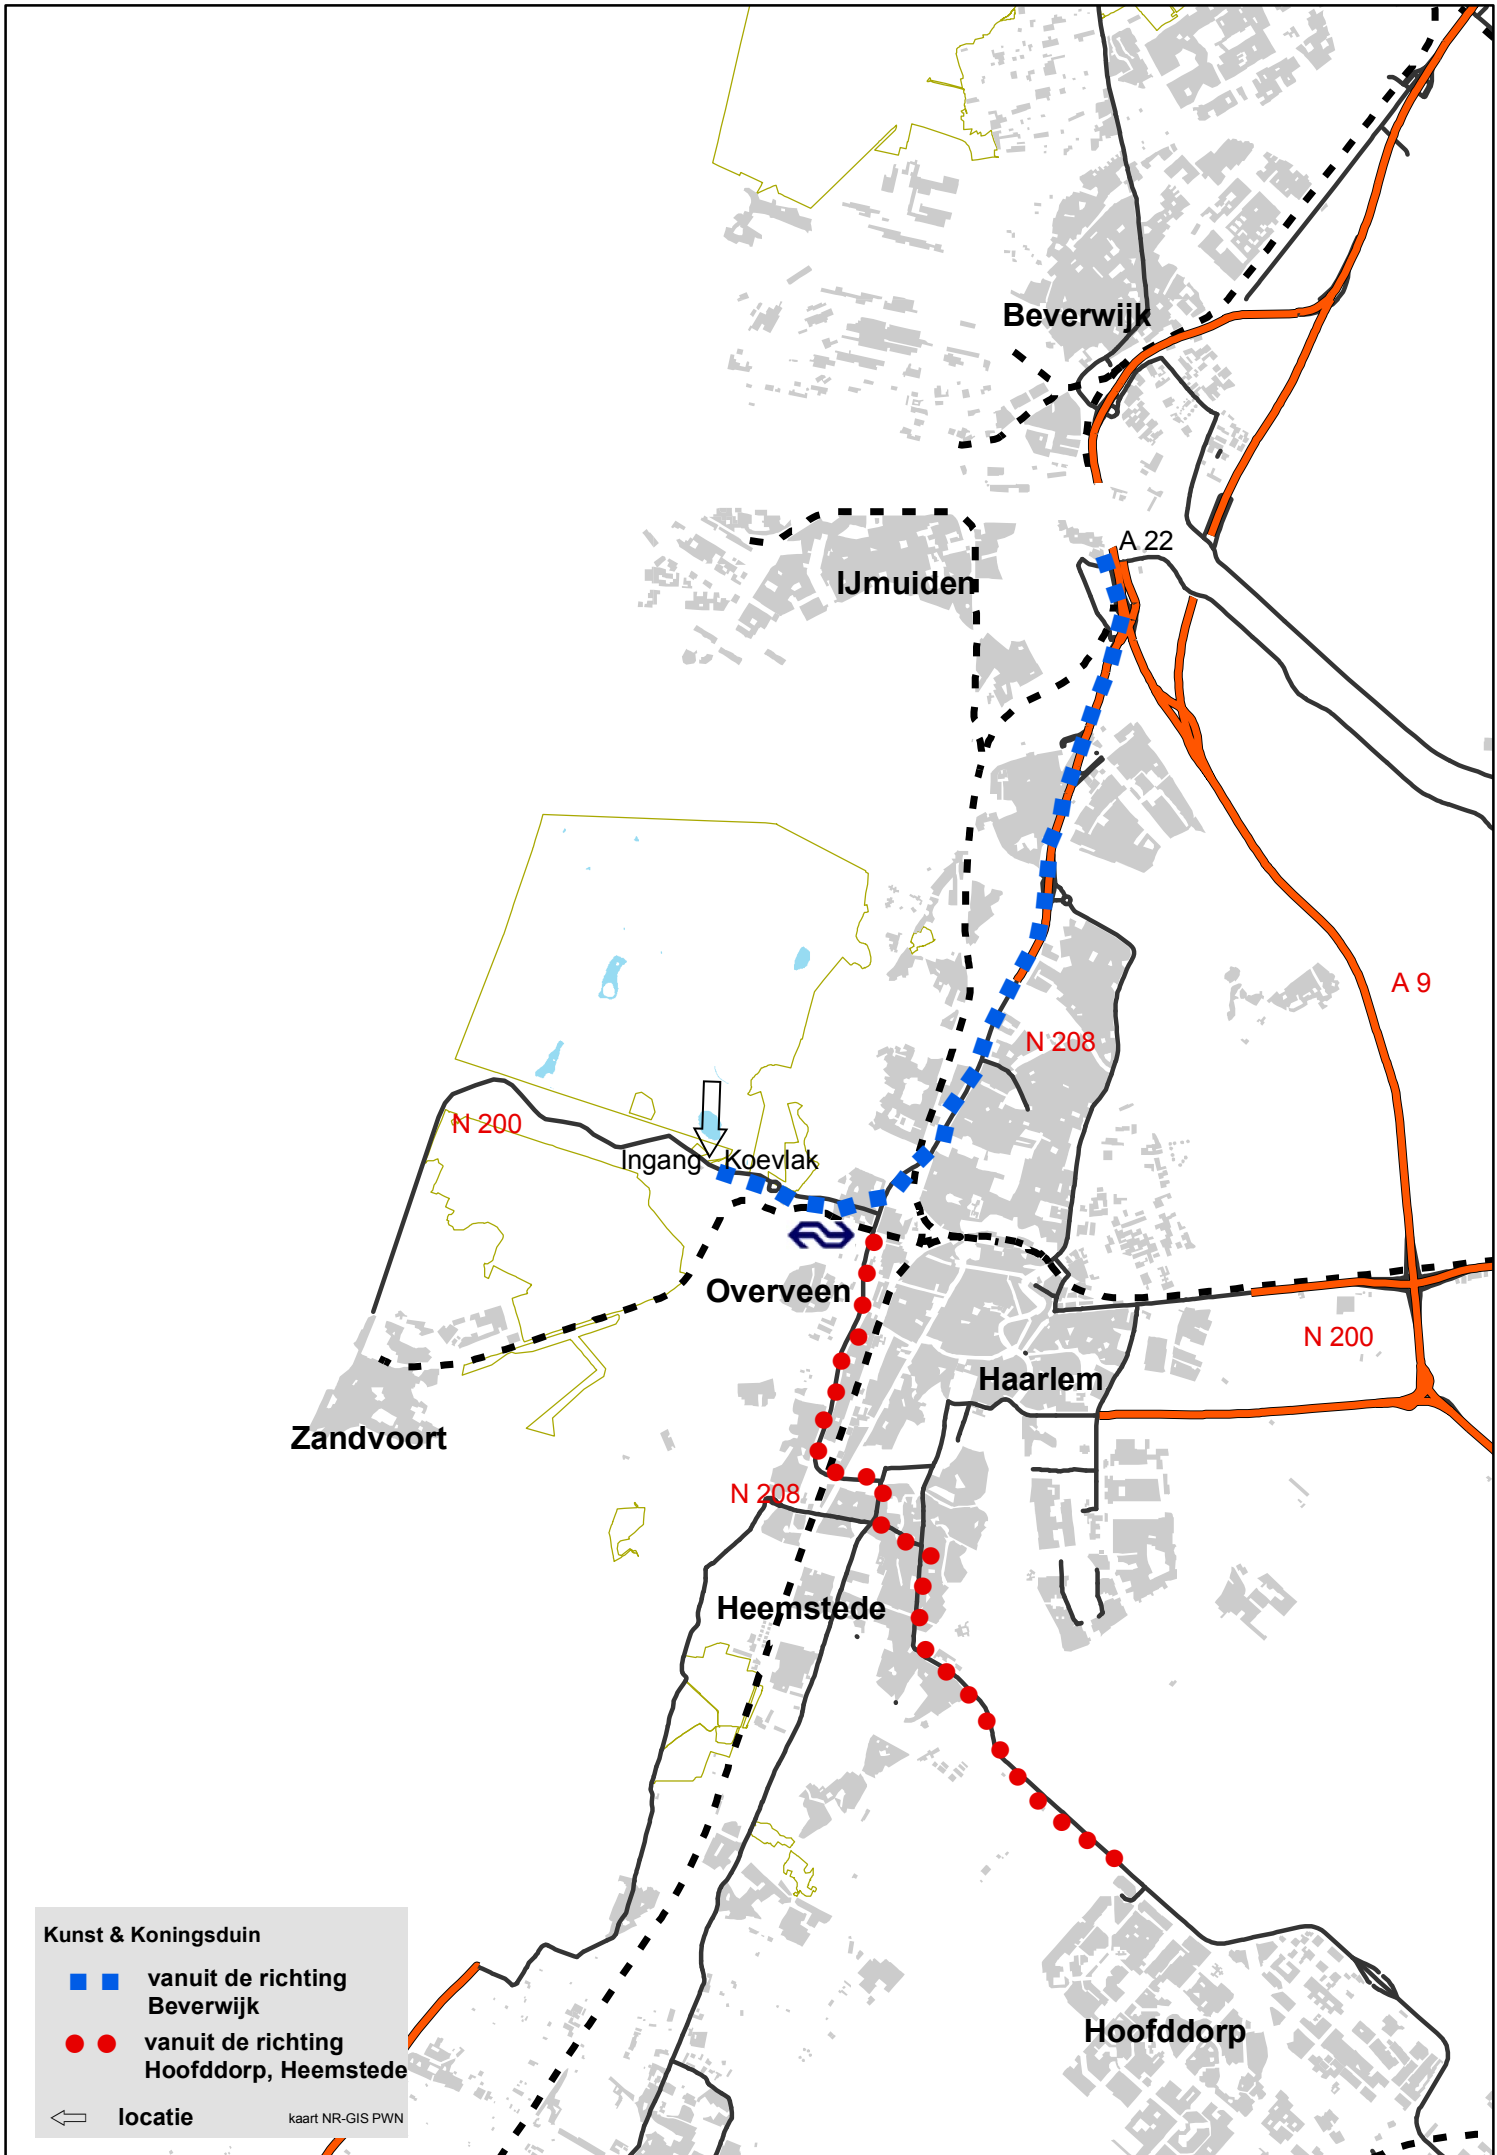 Beverwijk
A 22
IJmuiden
A 9
N 208
N 200
Ingang Koevlak
Overveen
N 200
Haarlem
Zandvoort
N 208
Heemstede
Hoofddorp
Kunst & Koningsduin
vanuit de richting
Beverwijk
vanuit de richting
Hoofddorp, Heemstede
locatie
kaart NR-GIS PWN